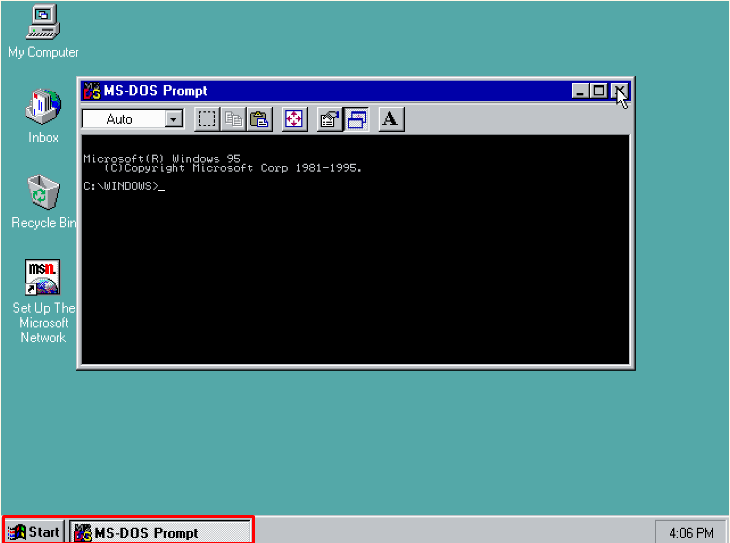 My Computer
MS-DOS Prompt
Auto
A
Inbox
Microsoft(R) Windows 95
(C)Copyright Microsoft Corp 1981-1995.
C:\WINDOWS>_
Recycle Bin
msn.
Set Up The
Microsoft
Network
Start
MS-DOS Prompt
4:06 PM